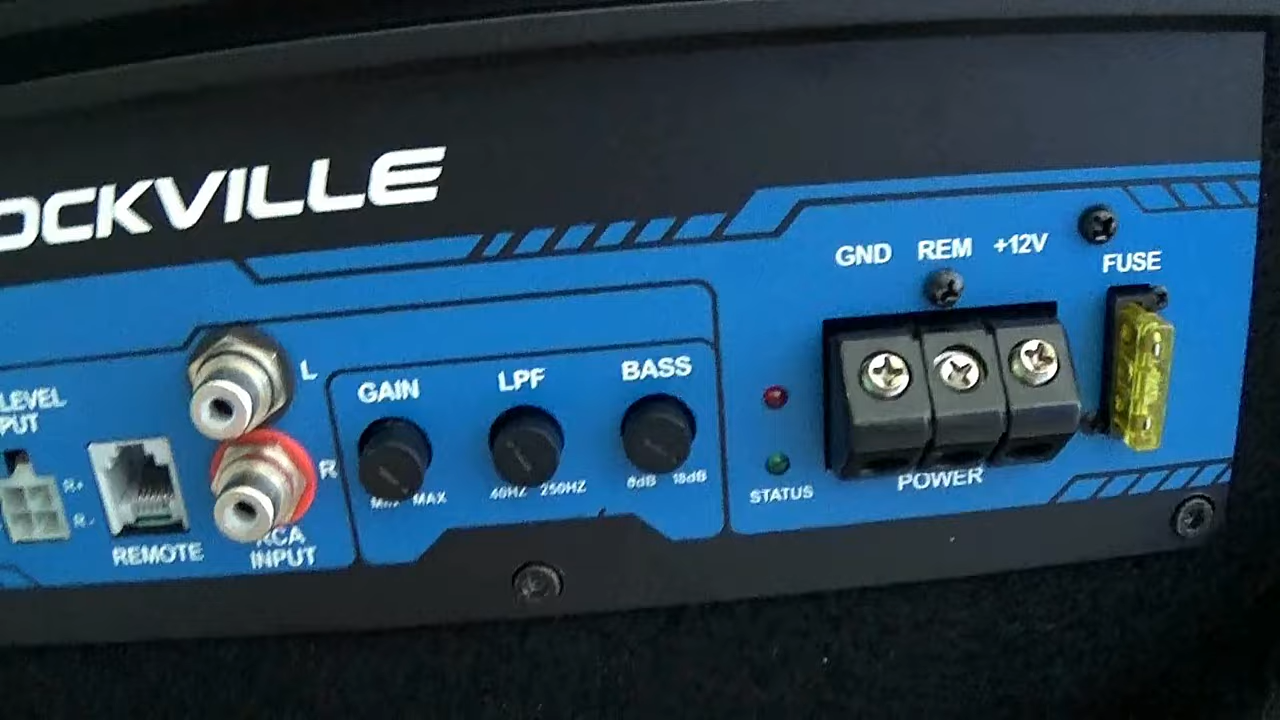 OCKVILLE
LEVEL
PUT
R+
R-
REMOTE
L
R
RCA
INPUT
GAIN
MAX
LPF
40HZ 250HZ
BASS
0dB 18dB
STATUS
GND REM +12V
POWER
FUSE